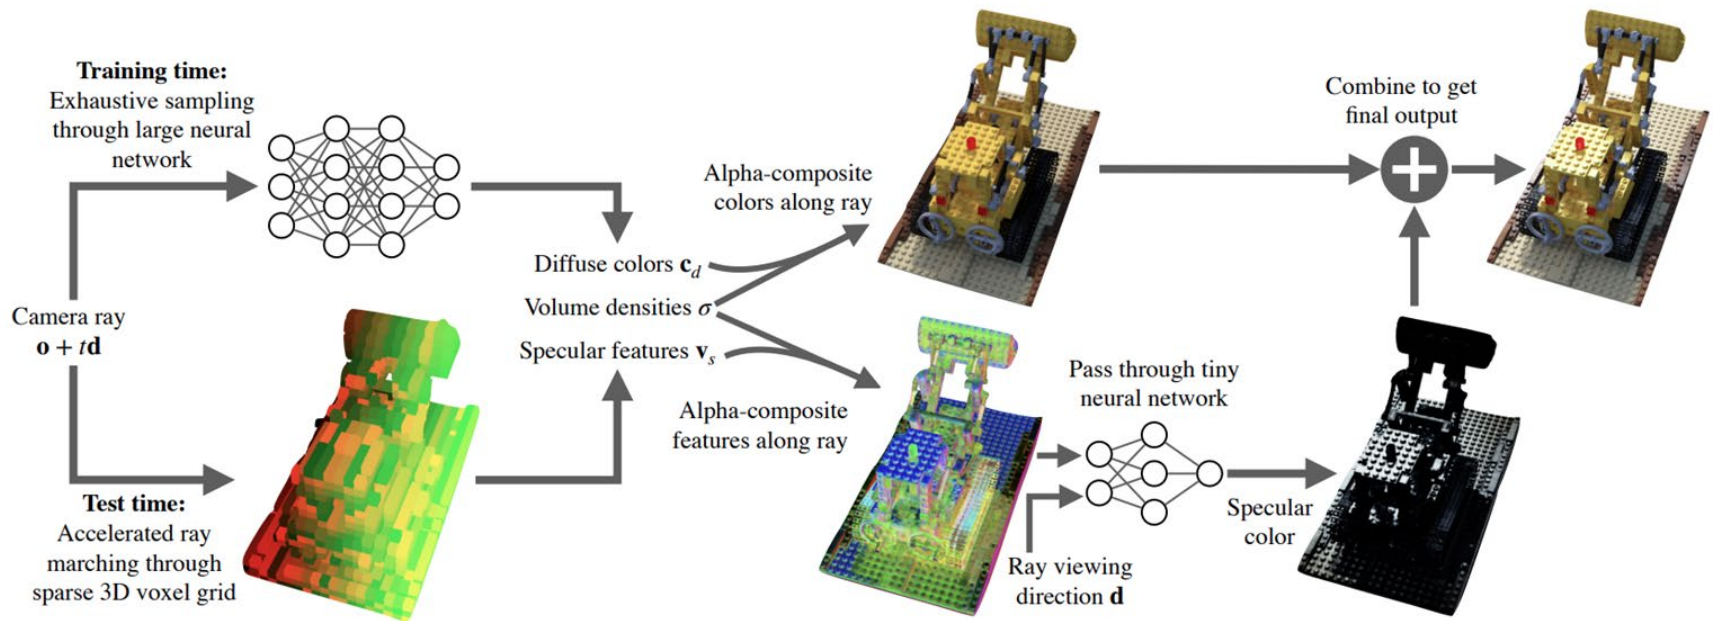 Training time:
Exhaustive sampling
through large neural
network
Camera ray
o + td
Test time:
Accelerated ray
marching through
sparse 3D voxel grid
Diffuse colors c_d
Volume densities σ
Specular features v_s
Alpha-composite
colors along ray
Alpha-composite
features along ray
Pass through tiny
neural network
Ray viewing
direction d
Specular
color
Combine to get
final output